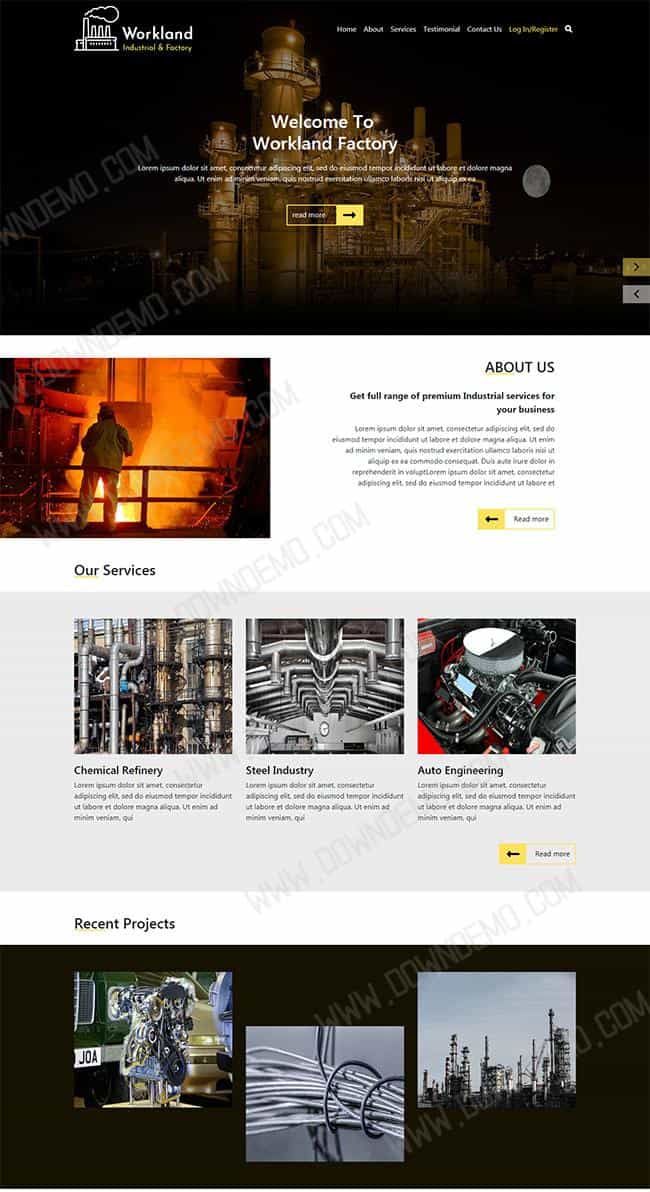 Workland
Industrial & Factory
Home About Services Testimonial Contact Us Log In/Register
Welcome To
Workland Factory
Lorem ipsum dolor sit amet, consectetur adipiscing elit, sed do eiusmod tempor incididunt ut labore et dolore magna
aliqua. Ut enim ad minim veniam, quis nostrud exercitation ullamco laboris nisi ut aliquip ex ea
read more
ABOUT US
Get full range of premium Industrial services for
your business
Lorem ipsum dolor sit amet, consectetur adipiscing elit, sed do
eiusmod tempor incididunt ut labore et dolore magna aliqua. Ut enim
ad minim veniam, quis nostrud exercitation ullamco laboris nisi ut
aliquip ex ea commodo consequat. Duis aute irure dolor in
reprehenderit in voluptLorem ipsum dolor sit amet, consectetur
adipiscing elit, sed do eiusmod tempor incididunt ut labore et
Read more
Our Services
Chemical Refinery
Lorem ipsum dolor sit amet, consectetur
adipiscing elit, sed do eiusmod tempor incididunt
ut labore et dolore magna aliqua. Ut enim ad
minim veniam, qui
Steel Industry
Lorem ipsum dolor sit amet, consectetur
adipiscing elit, sed do eiusmod tempor incididunt
ut labore et dolore magna aliqua. Ut enim ad
minim veniam, qui
Auto Engineering
Lorem ipsum dolor sit amet, consectetur
adipiscing elit, sed do eiusmod tempor incididunt
ut labore et dolore magna aliqua. Ut enim ad
minim veniam, qui
Read more
Recent Projects
JOA
WWW.DOWNDEMO.COM